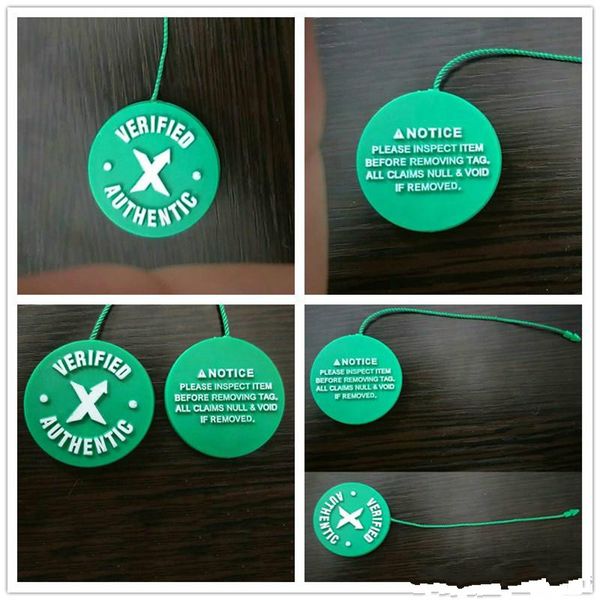 VERIFIED
X
AUTHENTIC
⚠NOTICE
PLEASE INSPECT ITEM
BEFORE REMOVING TAG.
ALL CLAIMS NULL & VOID
IF REMOVED.
VERIFIED
X
AUTHENTIC
⚠NOTICE
PLEASE INSPECT ITEM
BEFORE REMOVING TAG.
ALL CLAIMS NULL & VOID
IF REMOVED.
⚠NOTICE
PLEASE INSPECT ITEM
BEFORE REMOVING TAG.
ALL CLAIMS NULL & VOID
IF REMOVED.
VERIFIED
X
AUTHENTIC